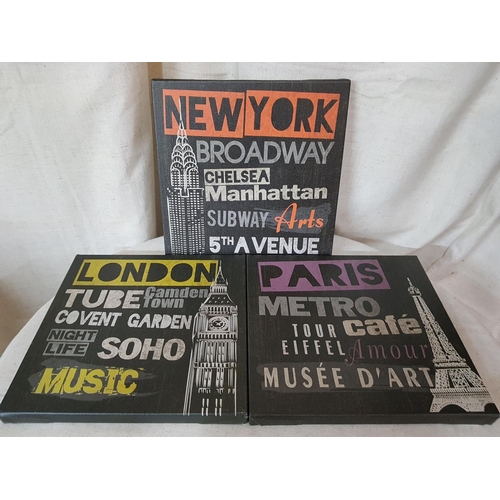 NEW YORK
BROADWAY
CHELSEA
Manhattan
SUBWAY Arts
5TH AVENUE
LONDON
TUBE Camden Town
COVENT GARDEN
NIGHT LIFE SOHO
MUSIC
PARIS
METRO
café
TOUR EIFFEL Amour
MUSÉE D'ART